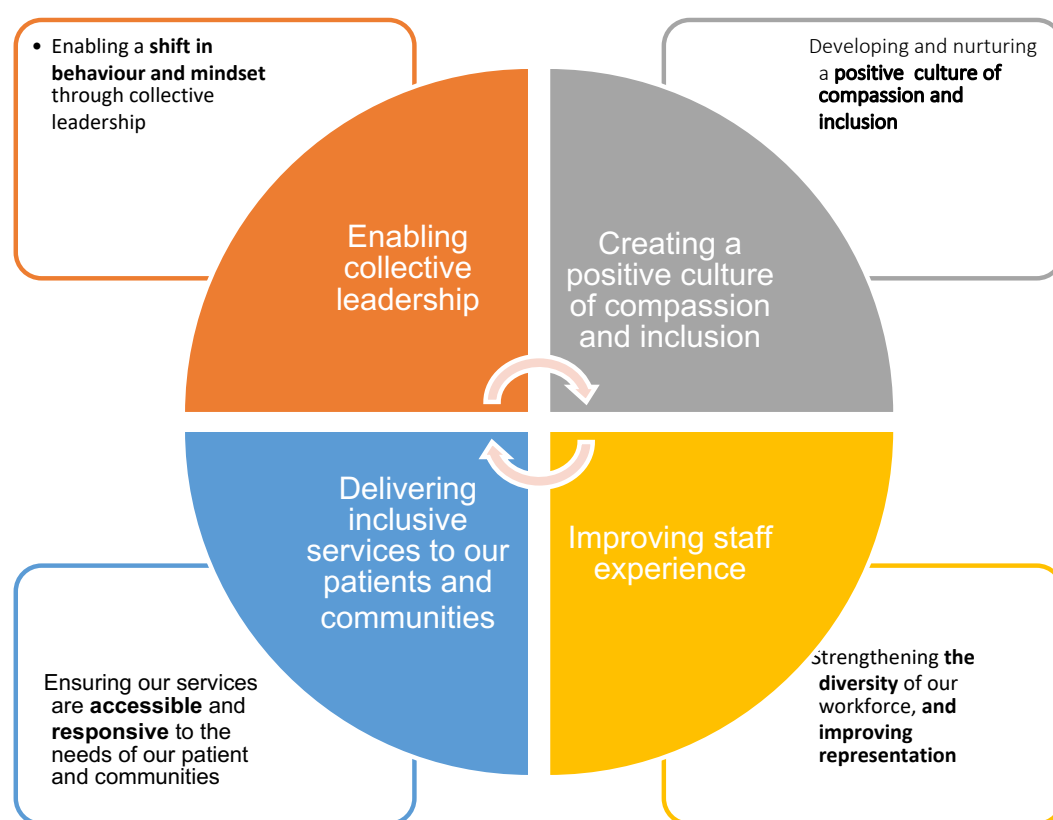 • Enabling a shift in
behaviour and mindset
through collective
leadership
Developing and nurturing
a positive culture of
compassion and
inclusion
Enabling
collective
leadership
Creating a
positive culture
of compassion
and inclusion
Delivering
inclusive
services to our
patients and
communities
Improving staff
experience
Ensuring our services
are accessible and
responsive to the
needs of our patient
and communities
Strengthening the
diversity of our
workforce, and
improving
representation